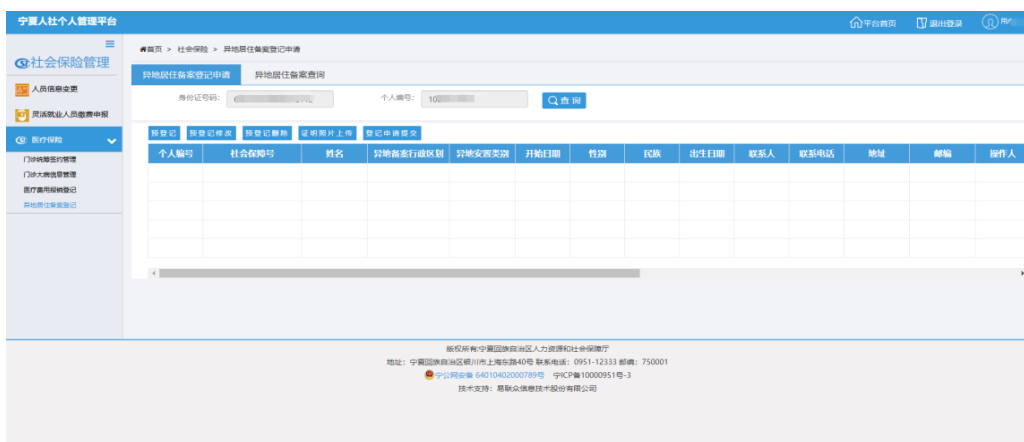 宁夏人社个人管理平台
平台首页 退出登录
社会保险管理
首页 > 社会保险 > 异地居住备案登记申请
异地居住备案登记申请 异地居住备案查询
人员信息变更
身份证号码: 个人编号: 查 询
灵活就业人员缴费申报
预登记 预登记修改 预登记删除 证明照片上传 登记申请提交
医疗保险
个人编号 社会保障号 姓名 异地备案行政区别 异地安置类别 开始日期 性别 民族 出生日期 联系人 联系电话 地址 邮编 操作人
门诊统筹签约管理
门诊大病信息管理
医疗费用报销登记
异地居住备案登记
版权所有:宁夏回族自治区人力资源和社会保障厅
地址: 宁夏回族自治区银川市上海东路40号 联系电话: 0951-12333 邮编: 750001
宁公网安备 64010402000789号 宁ICP备10000951号-3
技术支持: 易联众信息技术股份有限公司